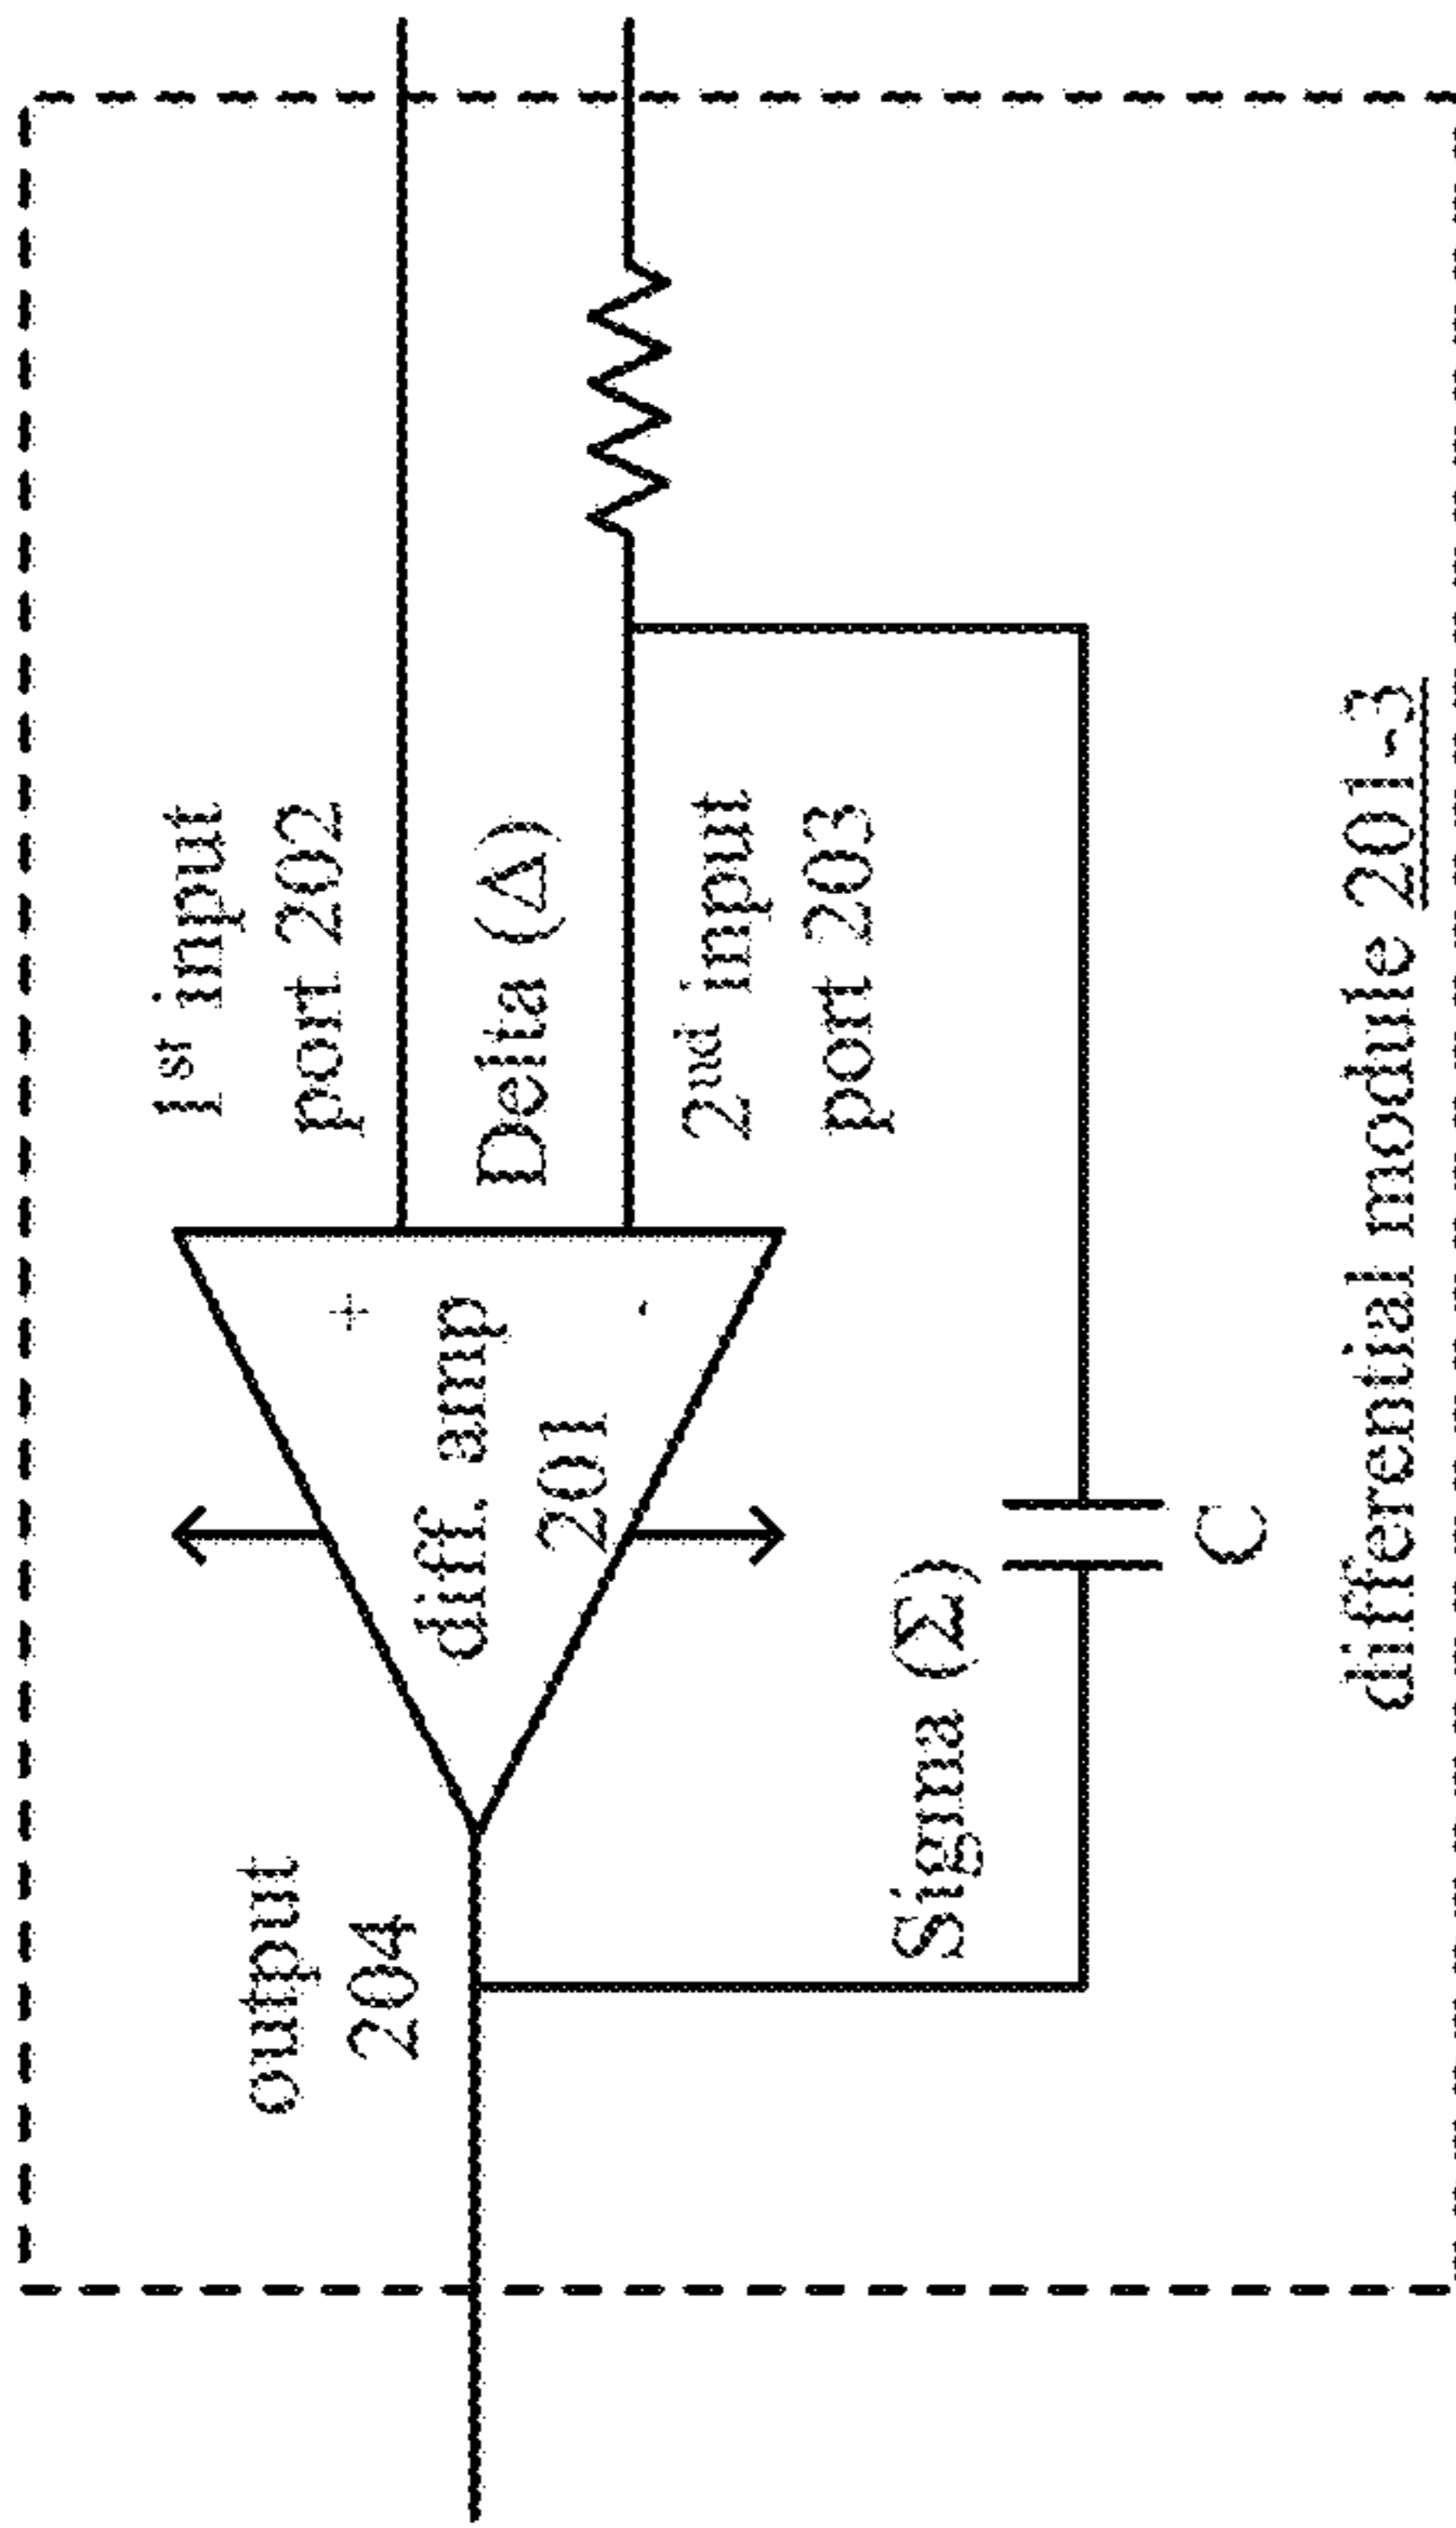 output
204
1st input
port 202
Delta (Δ)
2nd input
port 203
+
-
diff. amp
201
Sigma (Σ)
C
differential module 201-3